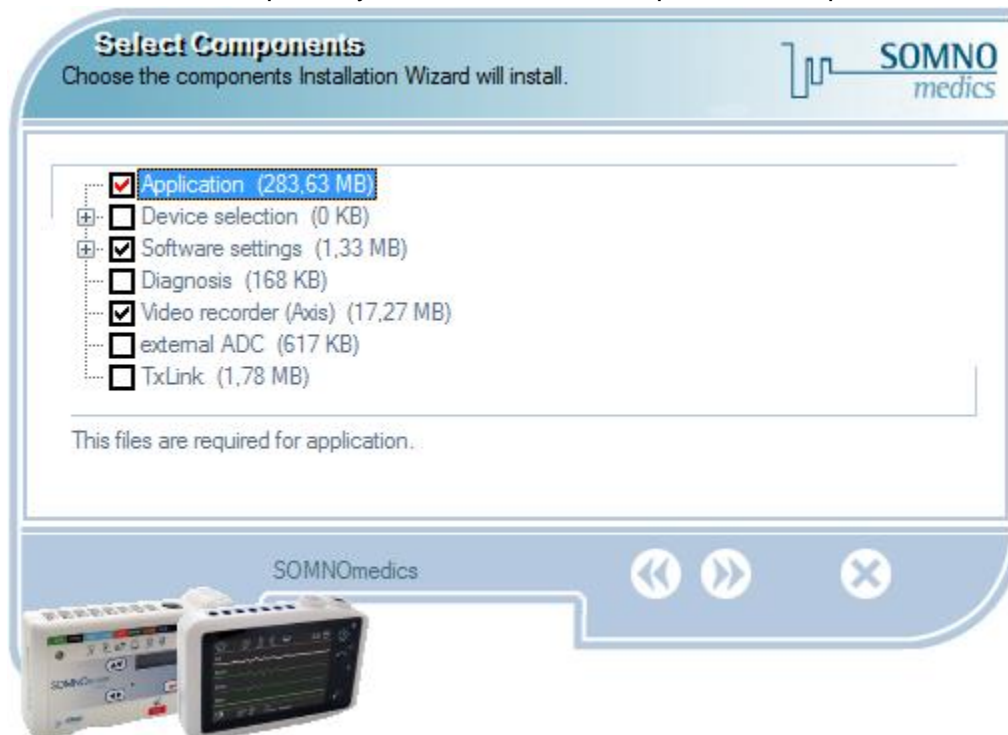 Select Components
Choose the components Installation Wizard will install.
SOMNO
medics
Application (283,63 MB)
Device selection (0 KB)
Software settings (1,33 MB)
Diagnosis (168 KB)
Video recorder (Axis) (17,27 MB)
external ADC (617 KB)
TxLink (1,78 MB)
This files are required for application.
SOMNOmedics